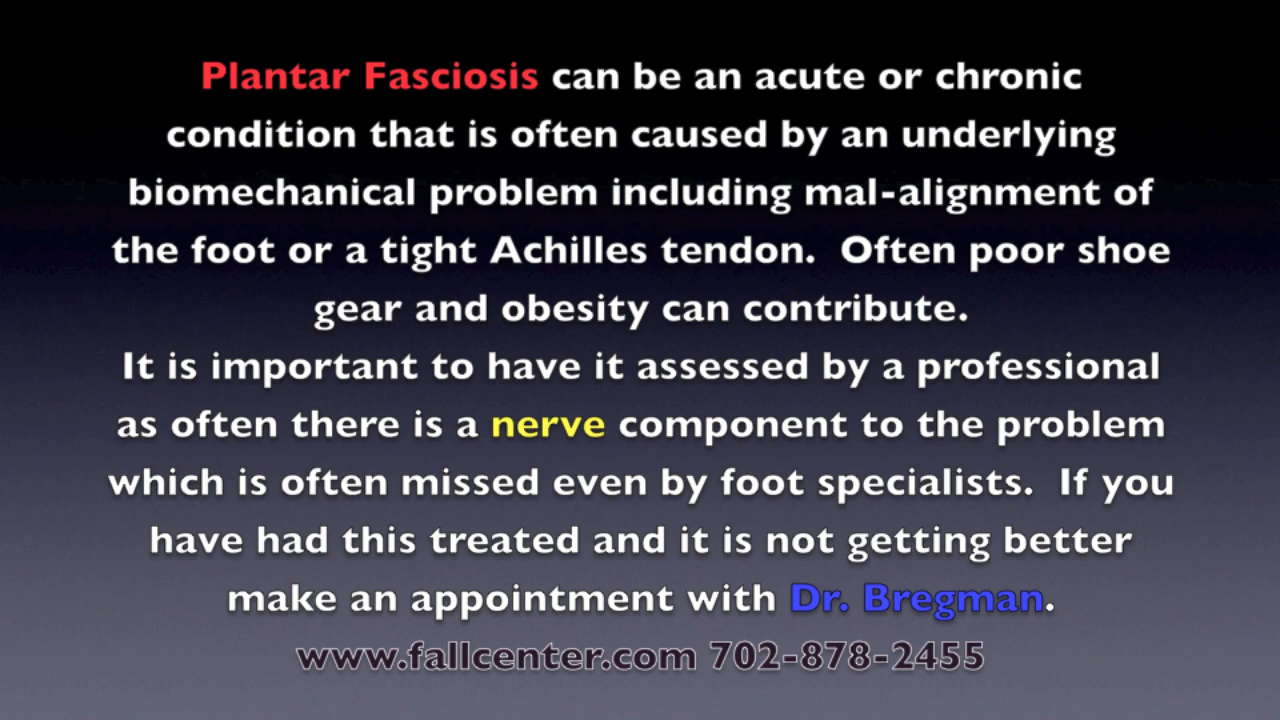 Plantar Fasciosis can be an acute or chronic
condition that is often caused by an underlying
biomechanical problem including mal-alignment of
the foot or a tight Achilles tendon.  Often poor shoe
gear and obesity can contribute.
It is important to have it assessed by a professional
as often there is a nerve component to the problem
which is often missed even by foot specialists.  If you
have had this treated and it is not getting better
make an appointment with Dr. Bregman.
www.fallcenter.com 702-878-2455